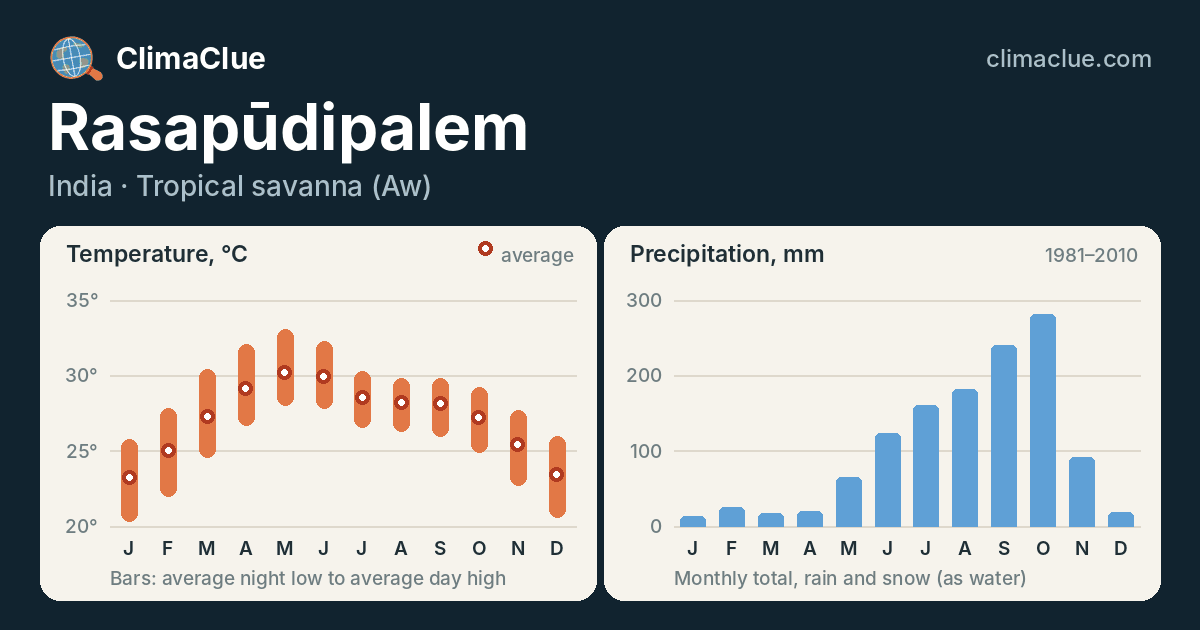 ClimaClue
climaclue.com
Rasapūdipalem
India · Tropical savanna (Aw)
Temperature, °C
average
35°
30°
25°
20°
J F M A M J J A S O N D
Bars: average night low to average day high
Precipitation, mm
1981–2010
300
200
100
0
J F M A M J J A S O N D
Monthly total, rain and snow (as water)